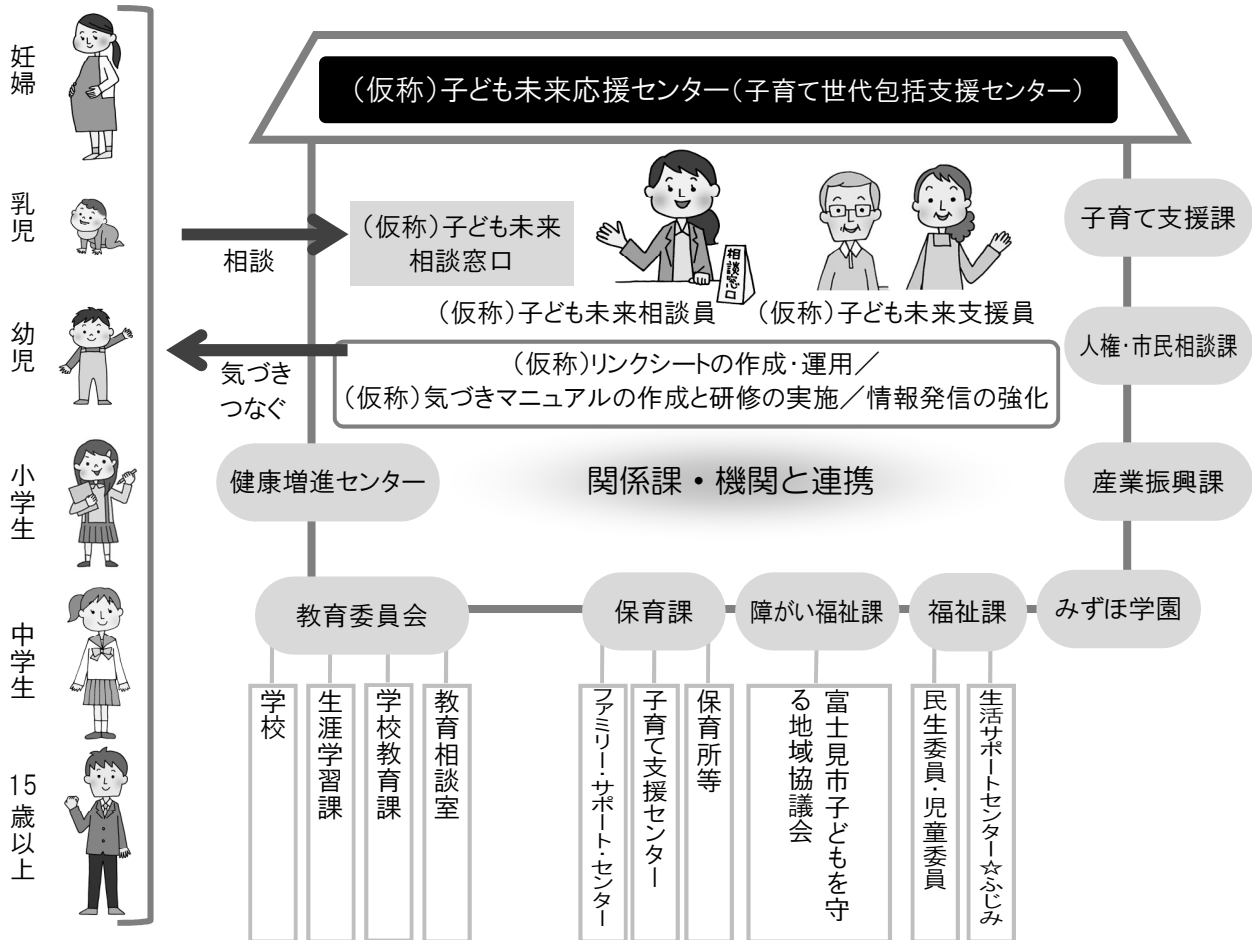 妊婦
乳児
幼児
小学生
中学生
15歳以上
(仮称)子ども未来応援センター(子育て世代包括支援センター)
相談
(仮称)子ども未来
相談窓口
相談窓口
(仮称)子ども未来相談員
(仮称)子ども未来支援員
気づき
つなぐ
(仮称)リンクシートの作成・運用/
(仮称)気づきマニュアルの作成と研修の実施/情報発信の強化
子育て支援課
人権・市民相談課
健康増進センター
関係課・機関と連携
産業振興課
教育委員会
保育課
障がい福祉課
福祉課
みずほ学園
学校
生涯学習課
学校教育課
教育相談室
ファミリー・サポート・センター
子育て支援センター
保育所等
富士見市子どもを守
る地域協議会
民生委員・児童委員
生活サポートセンター☆ふじみ